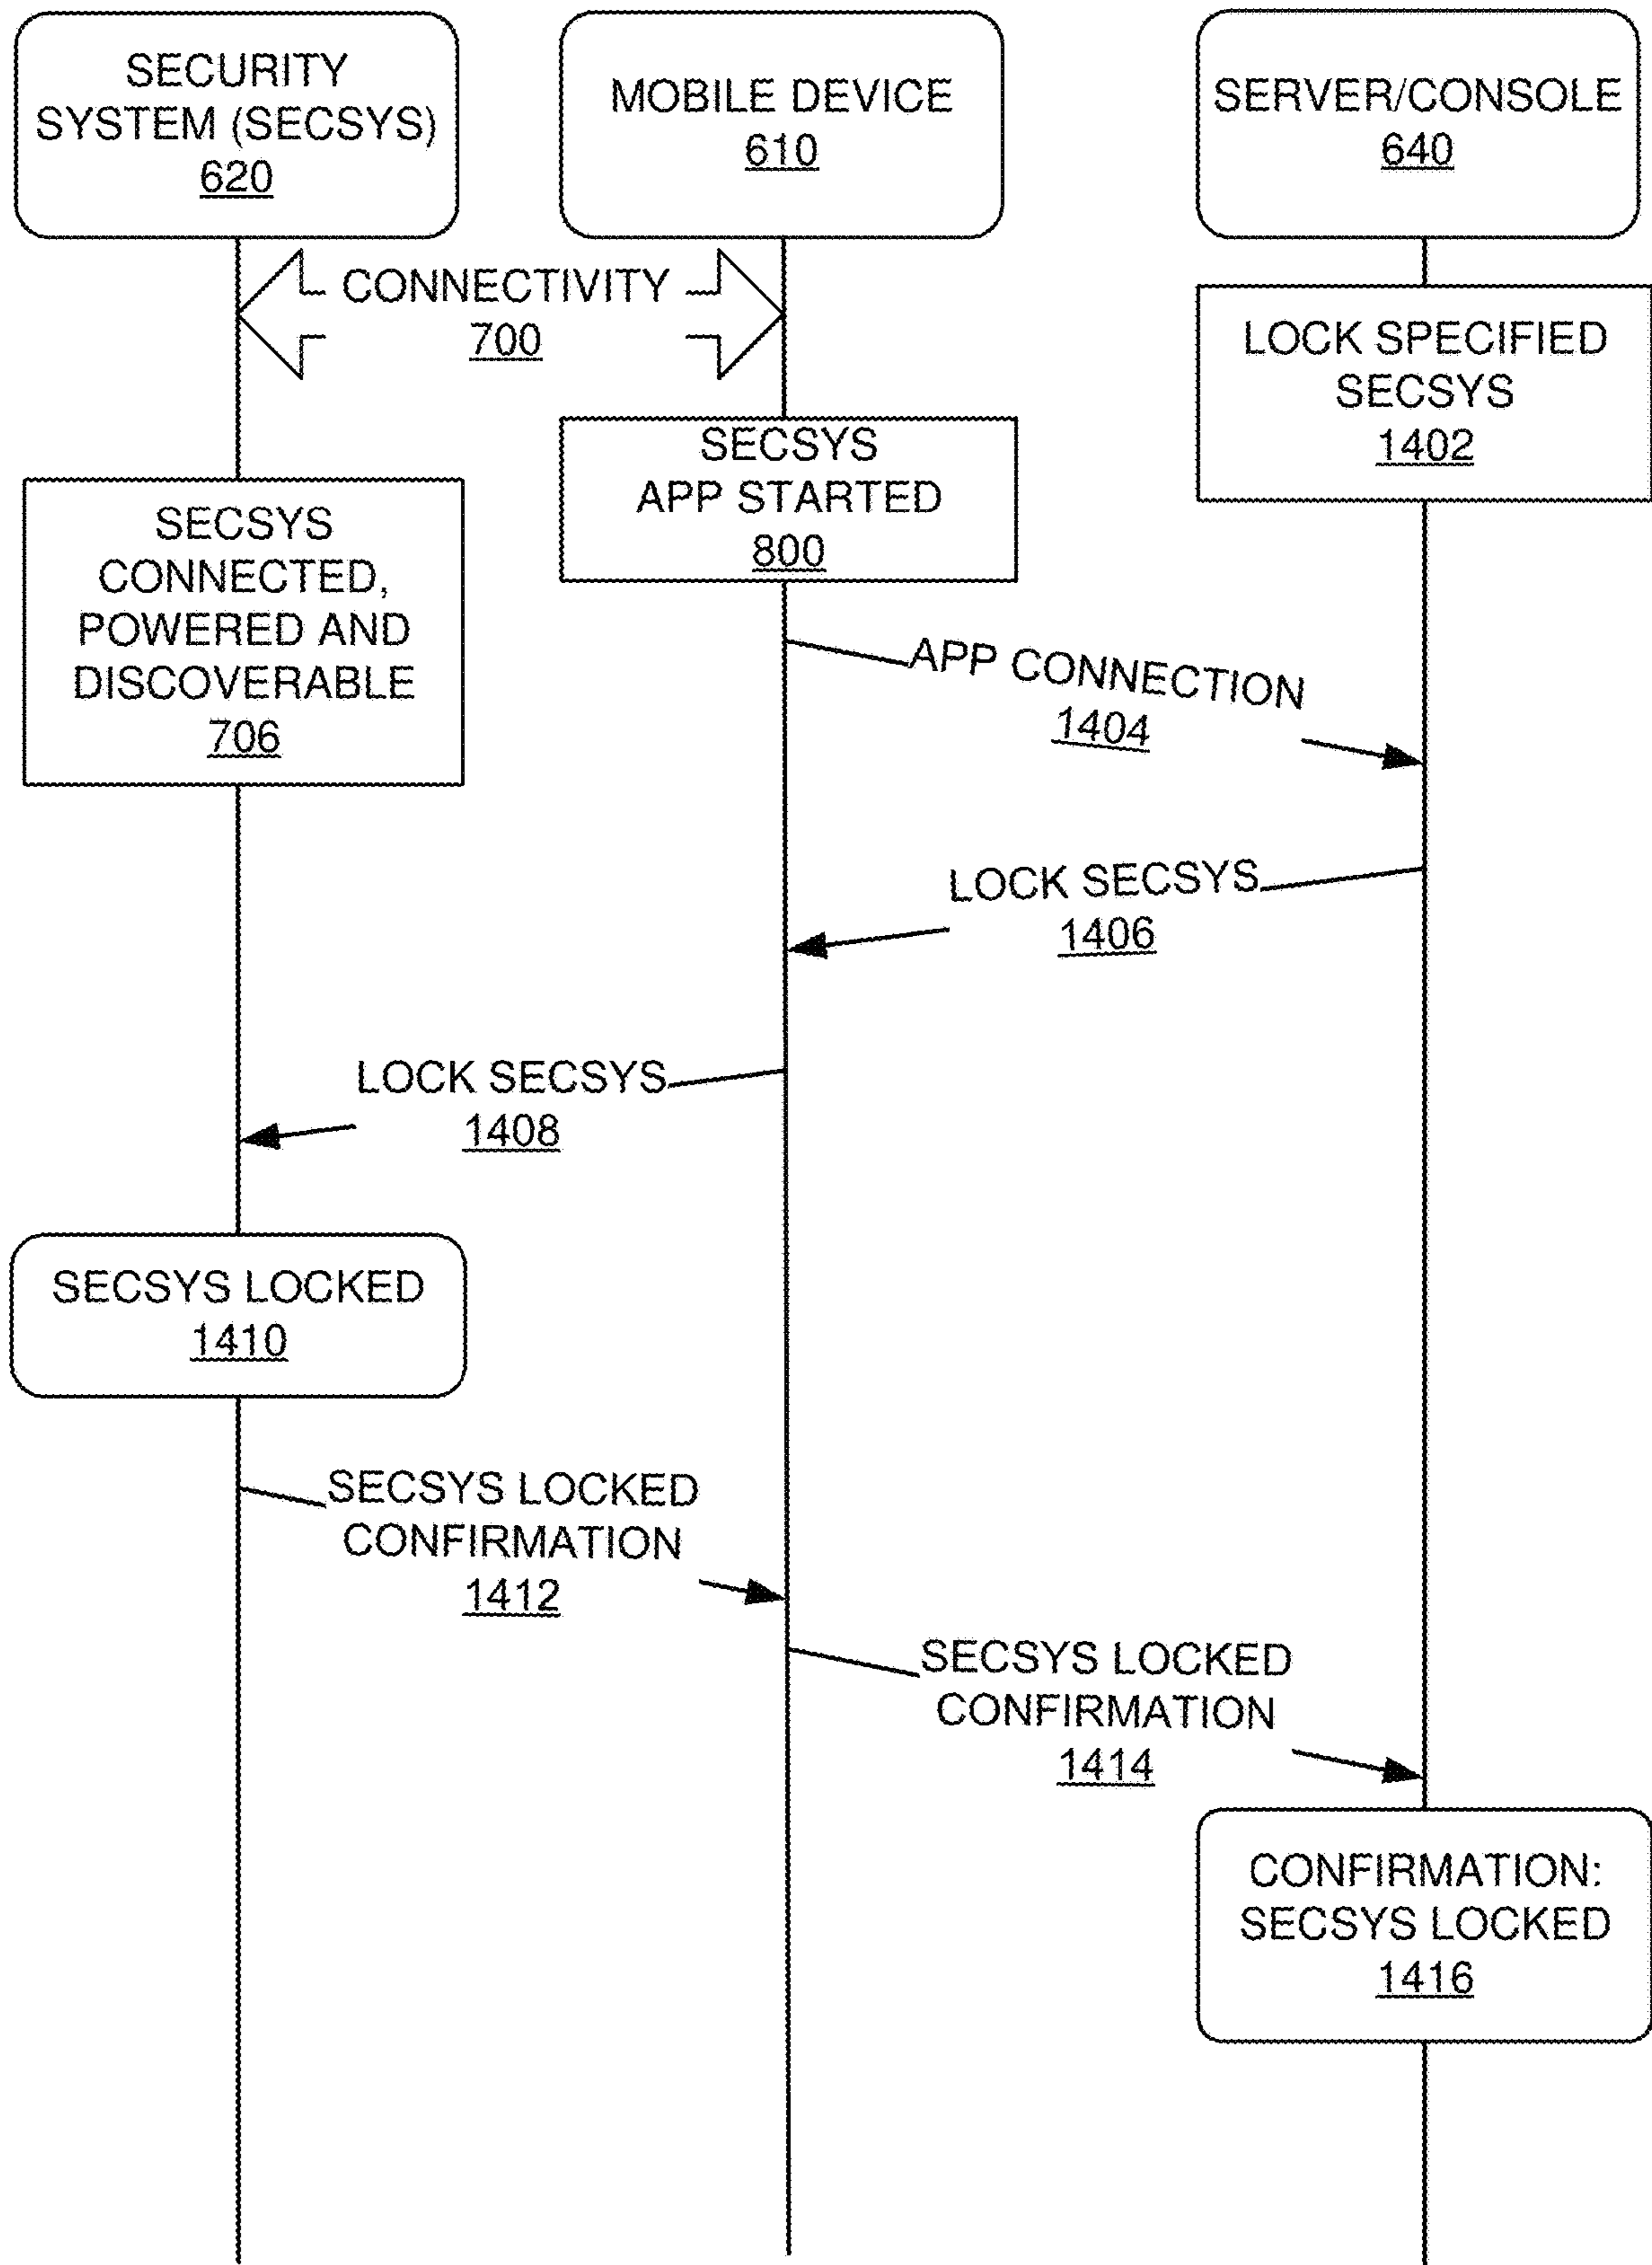 SECURITY
SYSTEM (SECSYS)
620
MOBILE DEVICE
610
SERVER/CONSOLE
640
CONNECTIVITY
700
LOCK SPECIFIED
SECSYS
1402
SECSYS
APP STARTED
800
SECSYS
CONNECTED,
POWERED AND
DISCOVERABLE
706
APP CONNECTION
1404
LOCK SECSYS
1406
LOCK SECSYS
1408
SECSYS LOCKED
1410
SECSYS LOCKED
CONFIRMATION
1412
SECSYS LOCKED
CONFIRMATION
1414
CONFIRMATION:
SECSYS LOCKED
1416